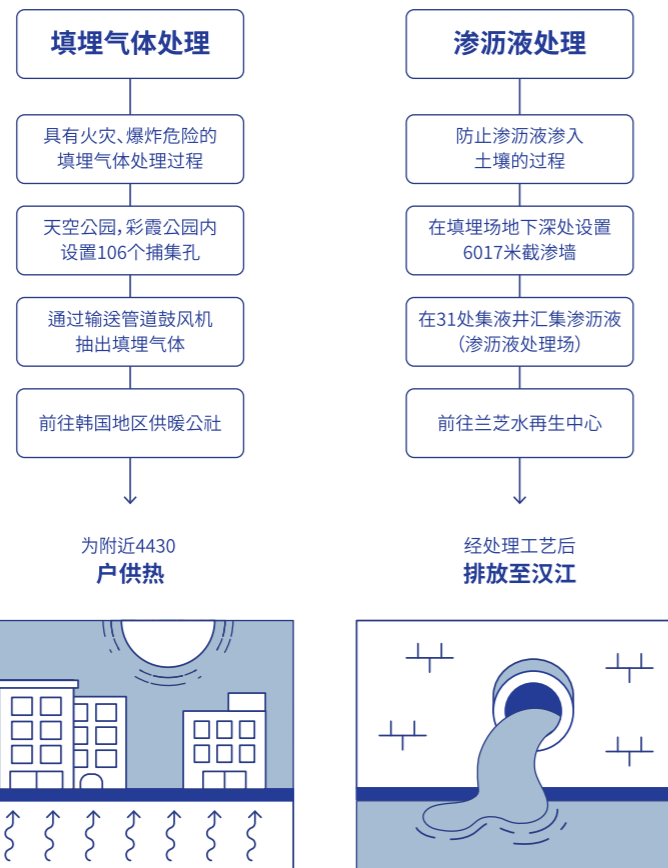 填埋气体处理
具有火灾、爆炸危险的
填埋气体处理过程
天空公园，彩霞公园内
设置106个捕集孔
通过输送管道鼓风机
抽出填埋气体
前往韩国地区供暖公社
为附近4430
户供热
渗沥液处理
防止渗沥液渗入
土壤的过程
在填埋场地下深处设置
6017米截渗墙
在31处集液井汇集渗沥液
（渗沥液处理场）
前往兰芝水再生中心
经处理工艺后
排放至汉江